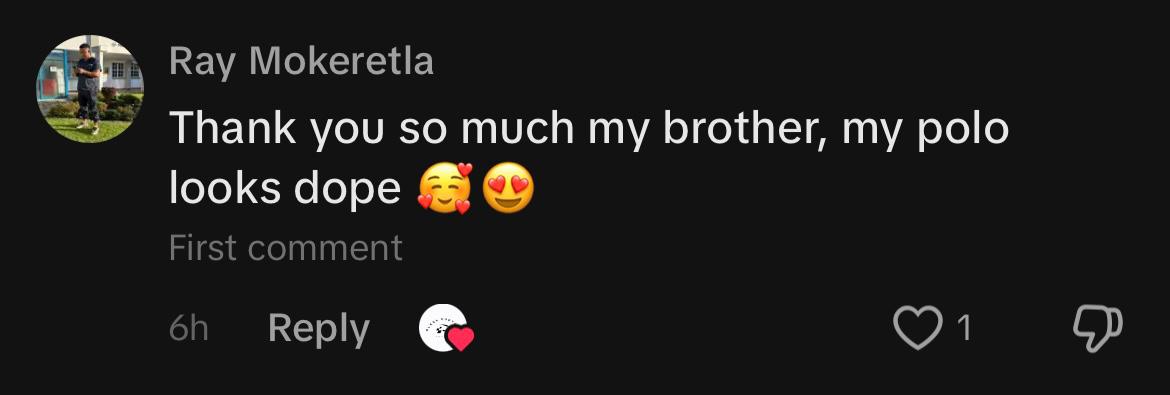 Ray Mokeretla
Thank you so much my brother, my polo
looks dope 🥰😍
First comment
6h Reply 1